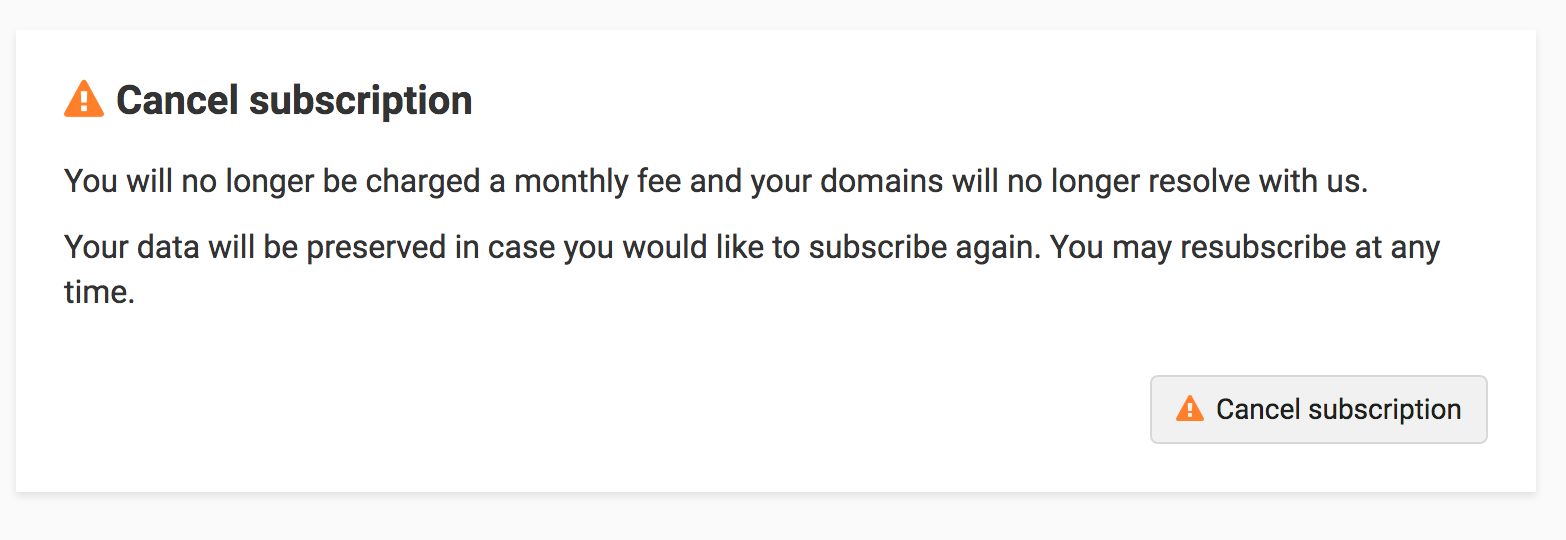 Cancel subscription
You will no longer be charged a monthly fee and your domains will no longer resolve with us.
Your data will be preserved in case you would like to subscribe again. You may resubscribe at any
time.
Cancel subscription